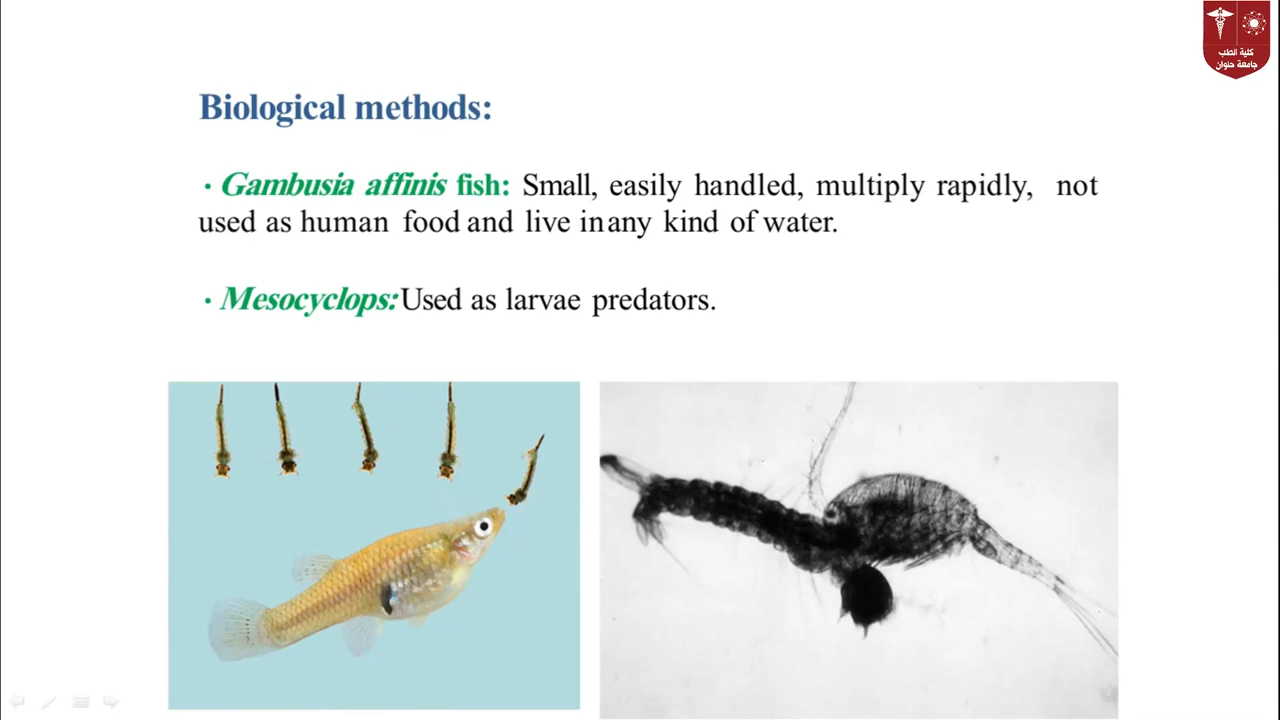 كلية الطب
جامعة حلوان
Biological methods:
· Gambusia affinis fish: Small, easily handled, multiply rapidly, not
used as human food and live in any kind of water.
· Mesocyclops: Used as larvae predators.